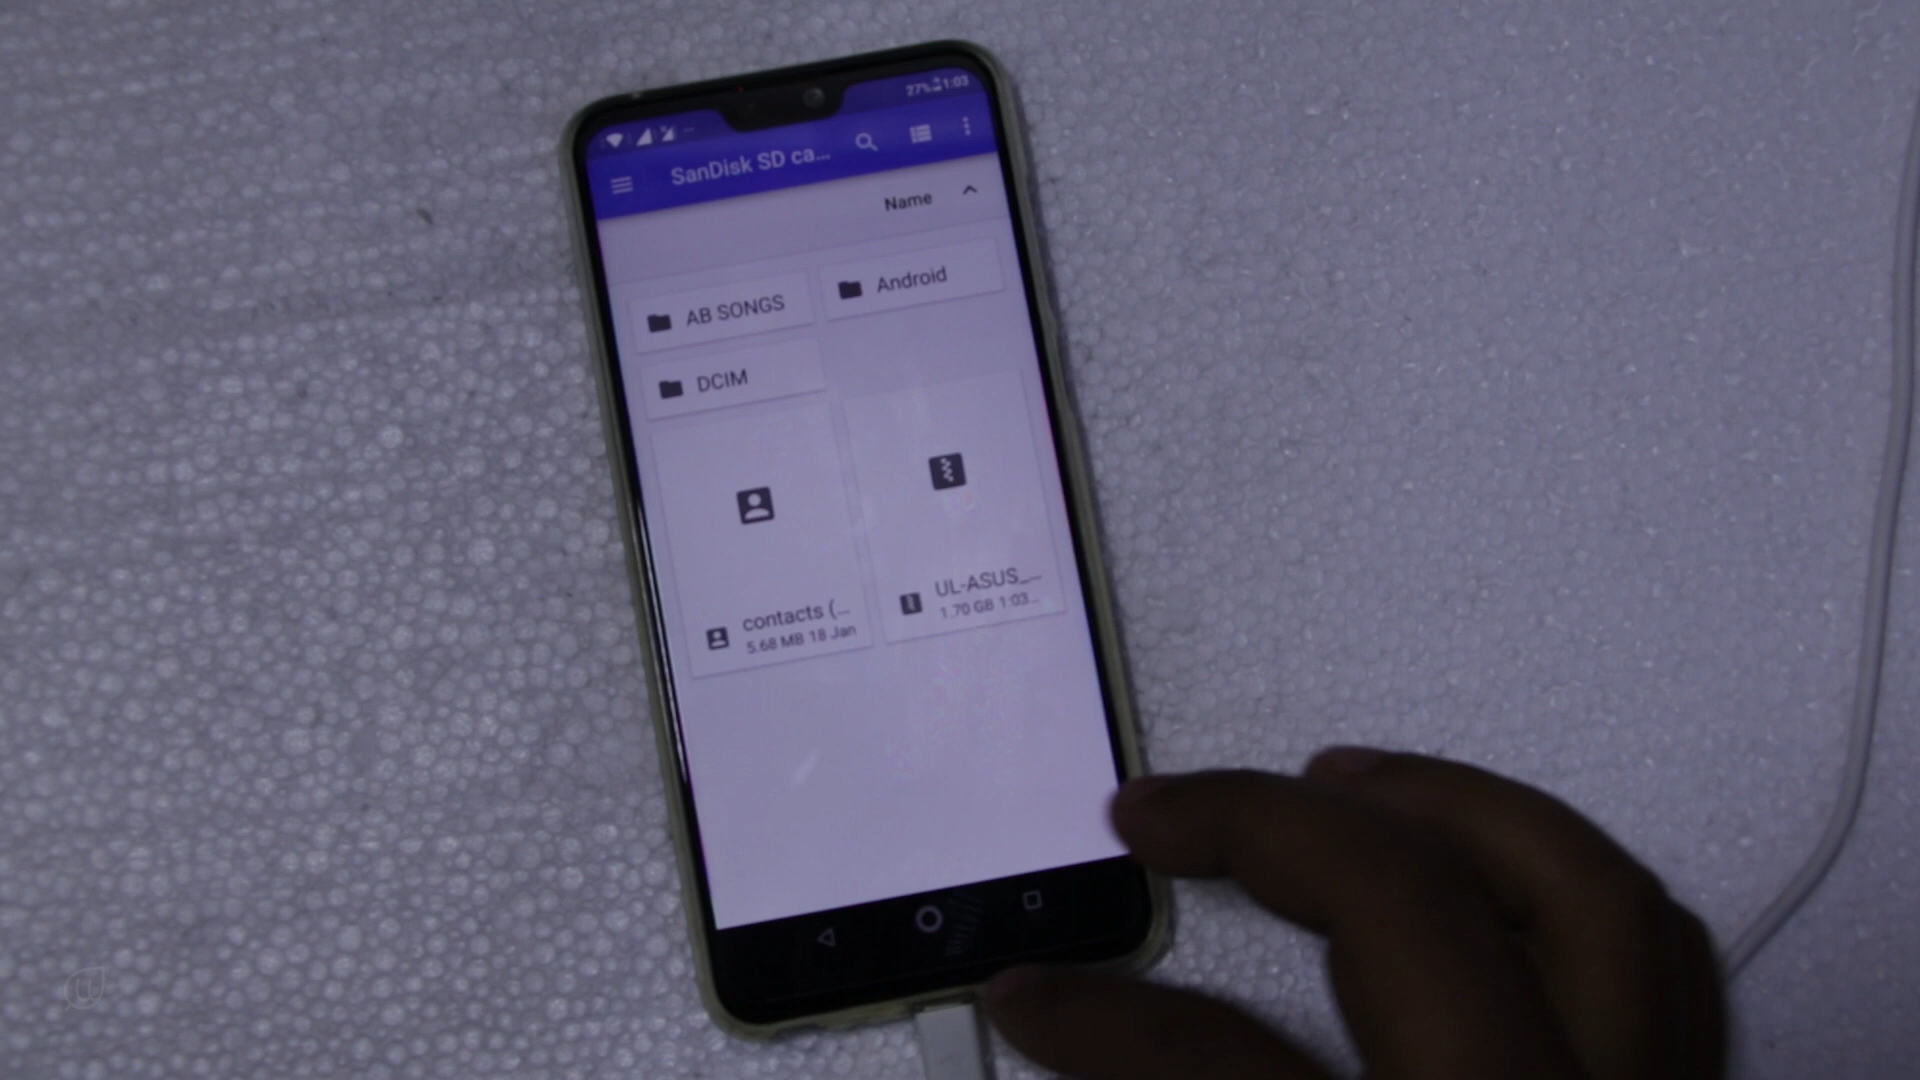 27% 1:03
SanDisk SD ca...
Name
AB SONGS
Android
DCIM
contacts (...
5.68 MB 18 Jan
UL-ASUS_...
1.70 GB 1:03...